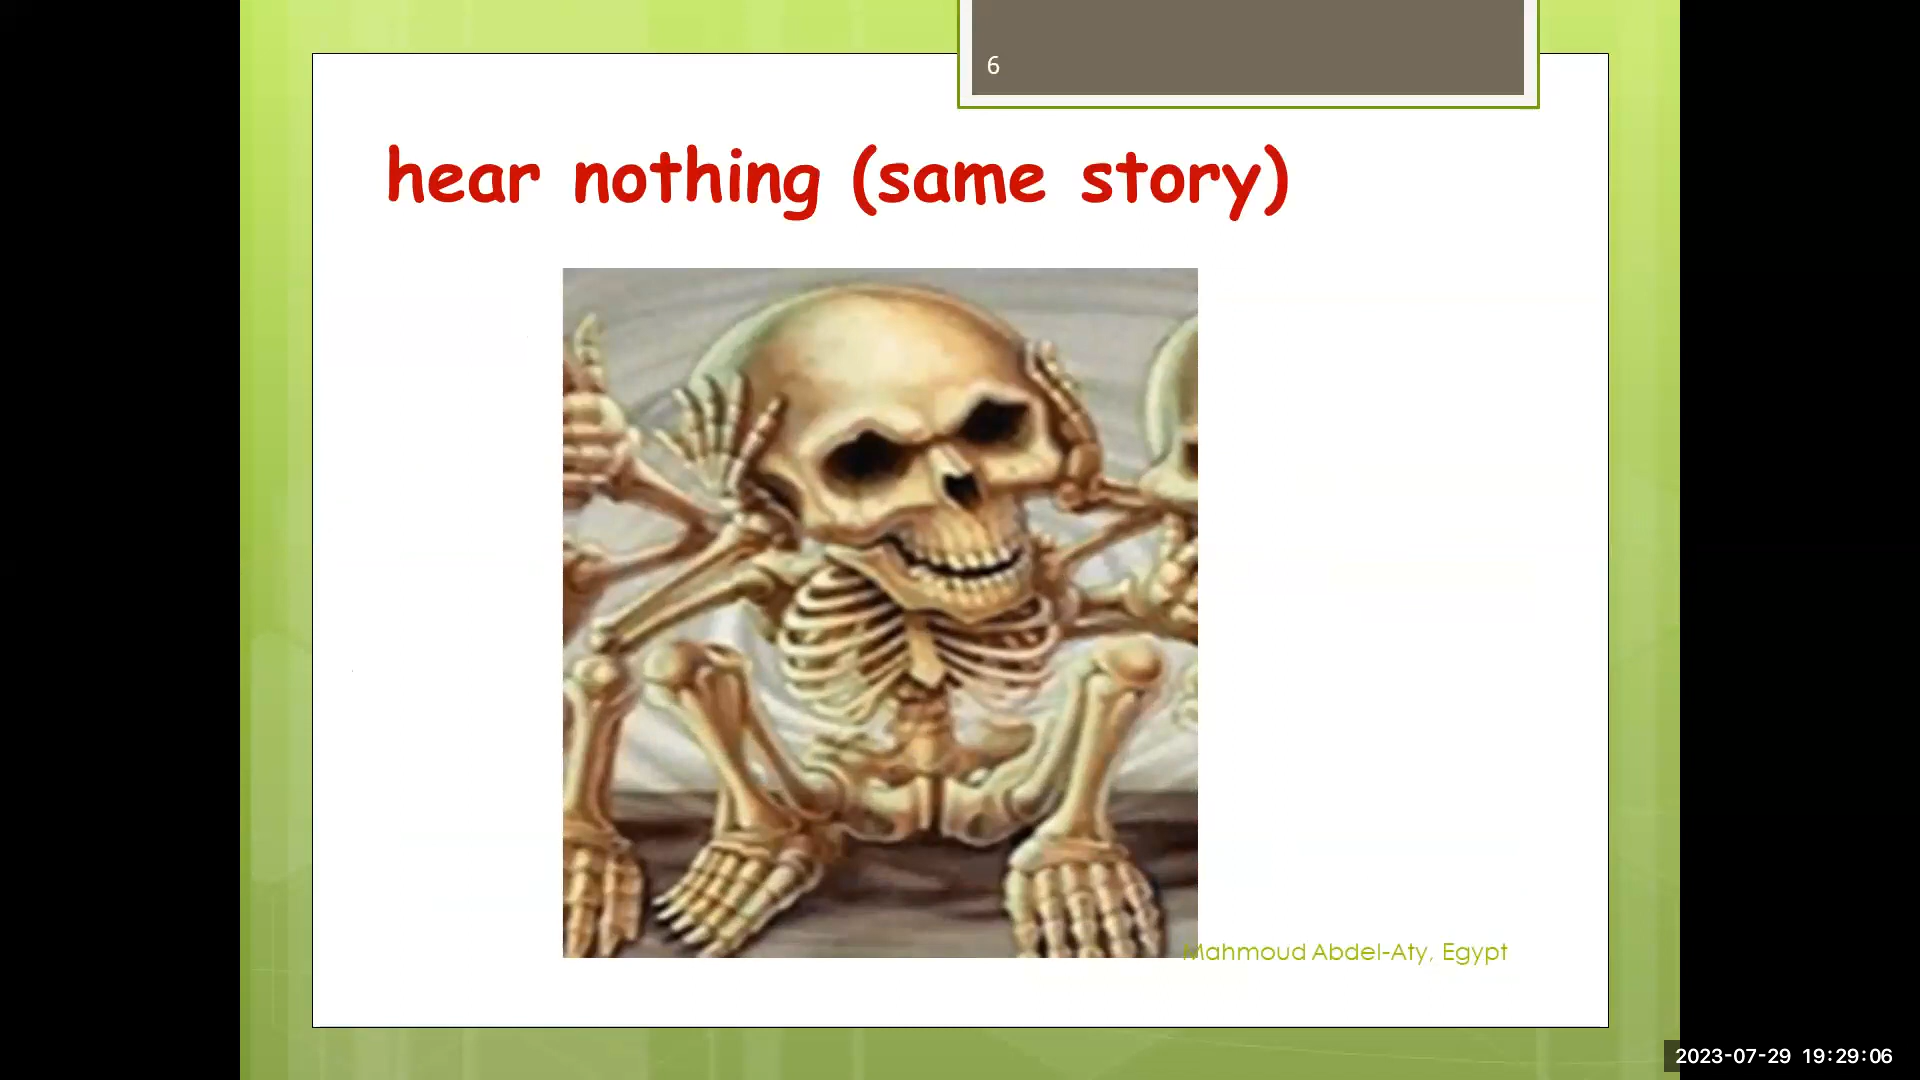 6
hear nothing (same story)
Mahmoud Abdel-Aty, Egypt
2023-07-29 19:29:06